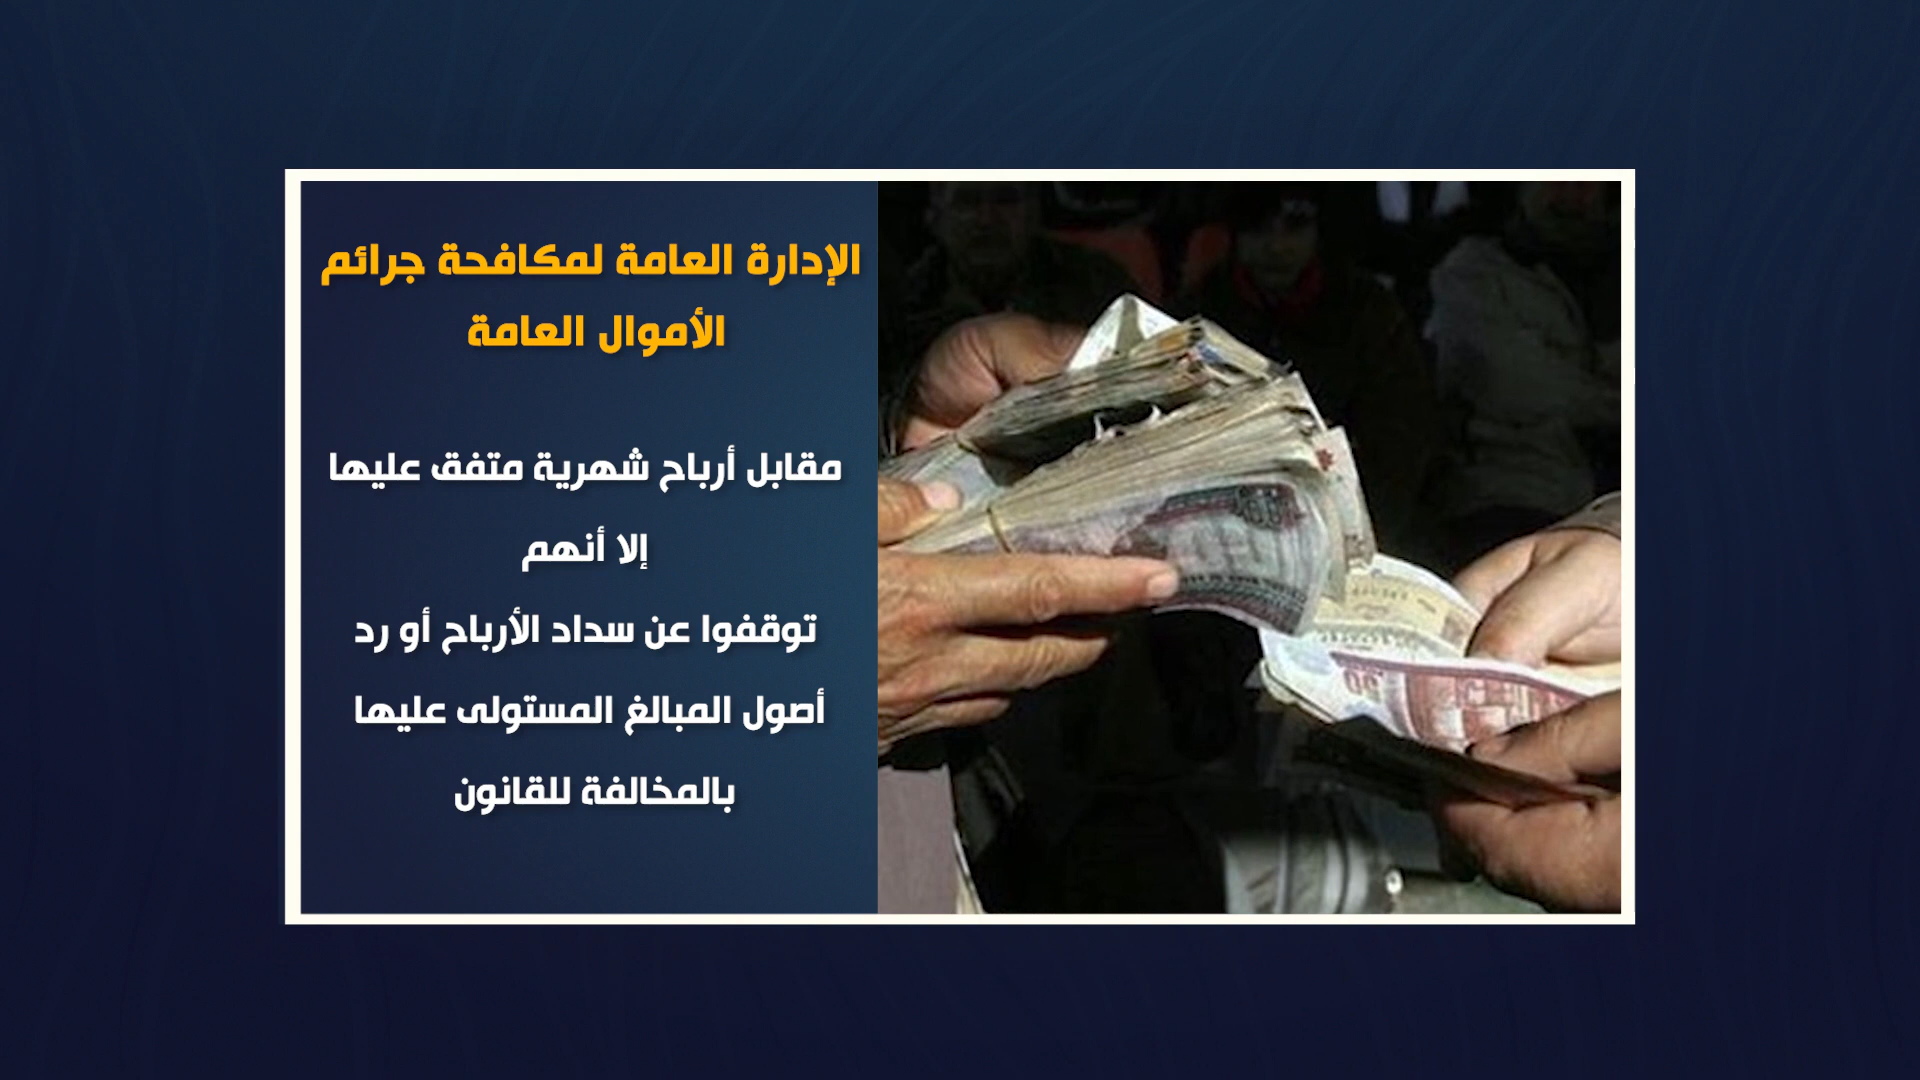 الإدارة العامة لمكافحة جرائم
الأموال العامة
مقابل أرباح شهرية متفق عليها
إلا أنهم
توقفوا عن سداد الأرباح أو رد
أصول المبالغ المستولى عليها
بالمخالفة للقانون